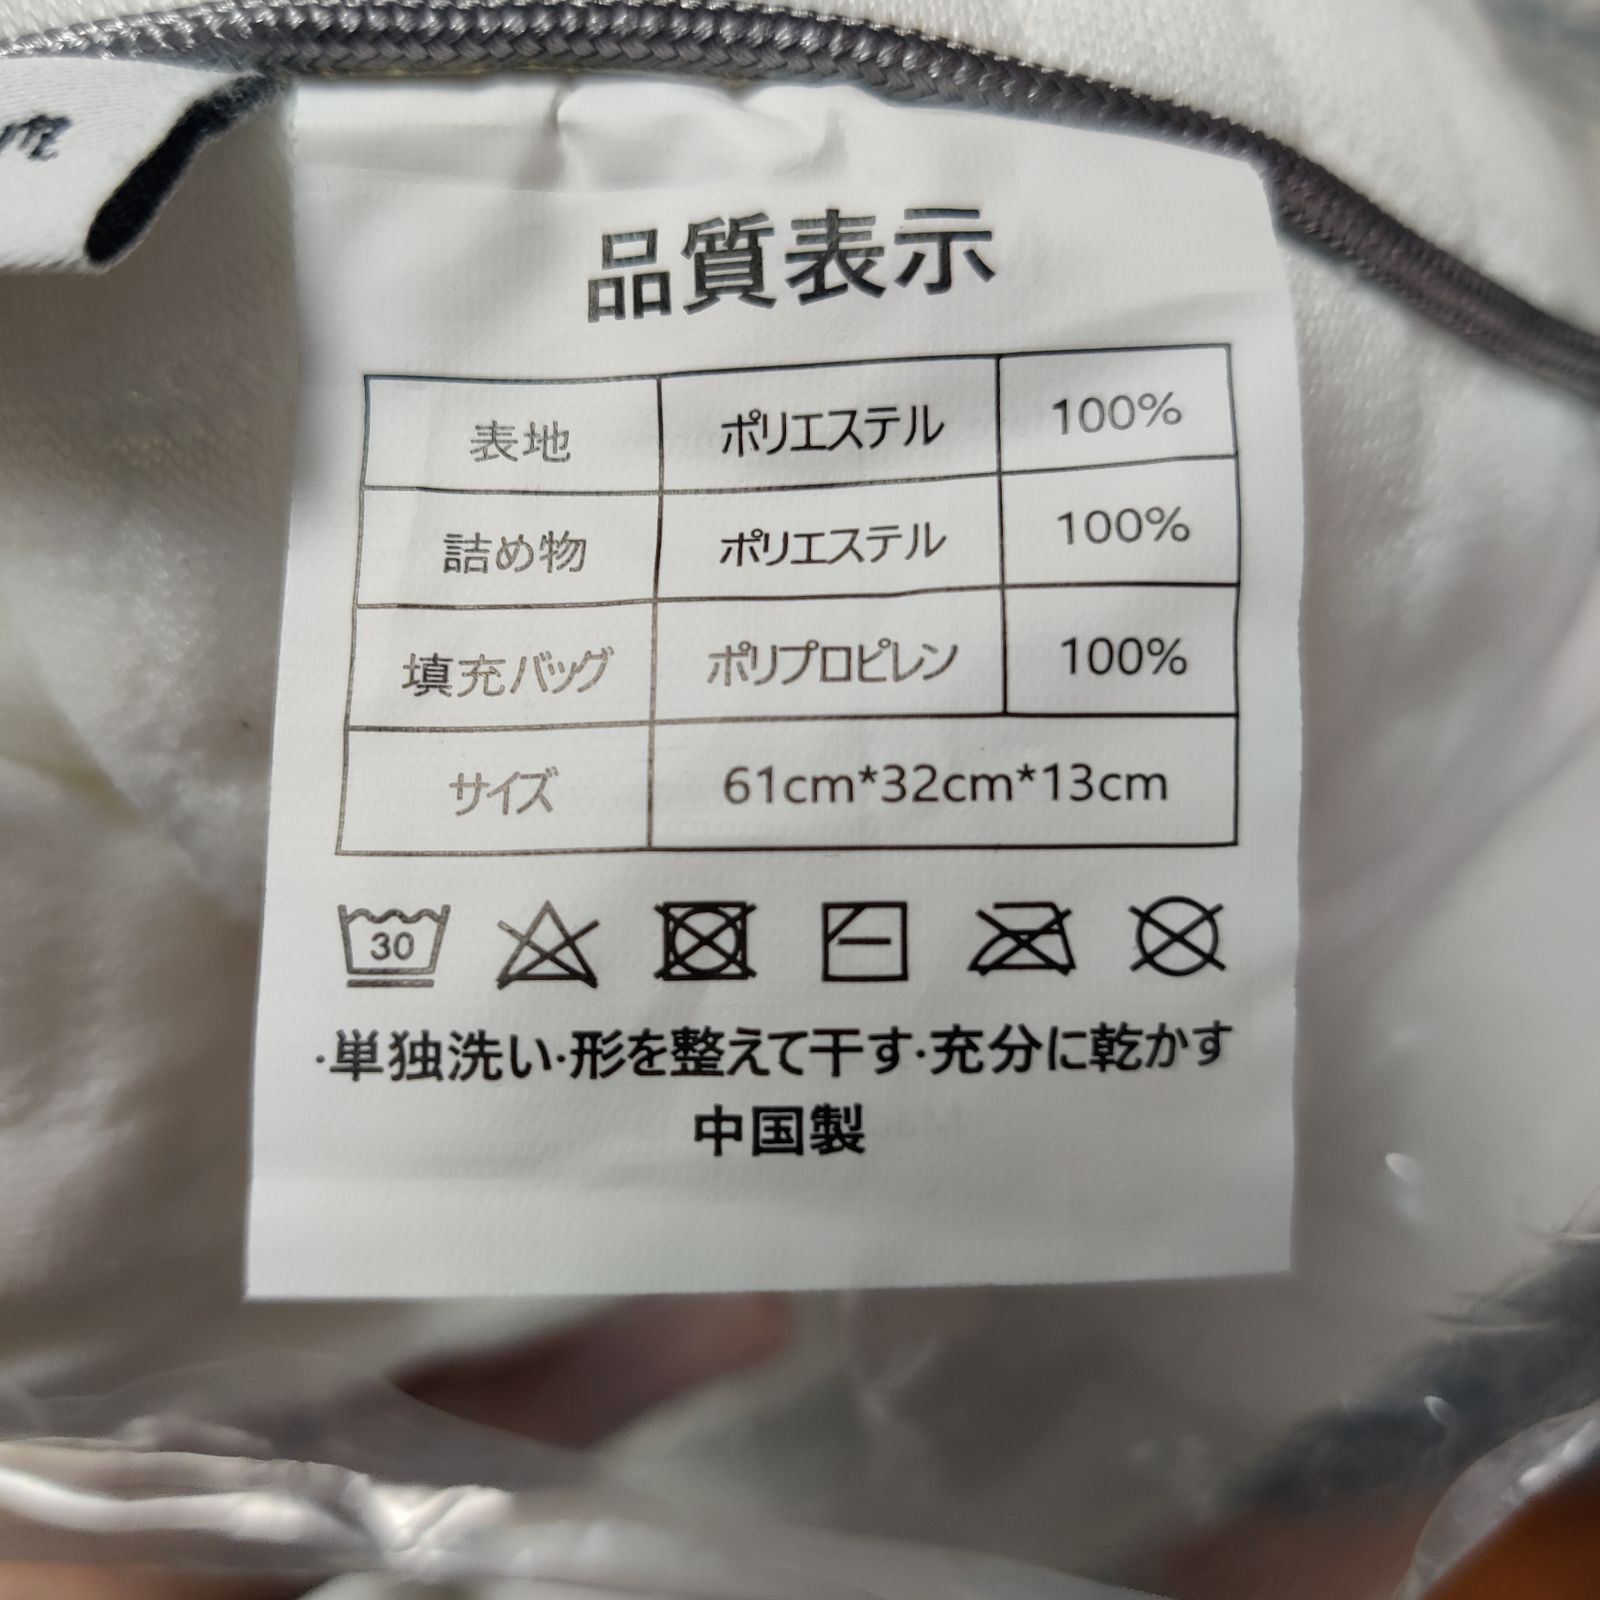 品質表示
表地 ポリエステル 100%
詰め物 ポリエステル 100%
填充バッグ ポリプロピレン 100%
サイズ 61cm*32cm*13cm
30
·単独洗い·形を整えて干す·充分に乾かす
中国製